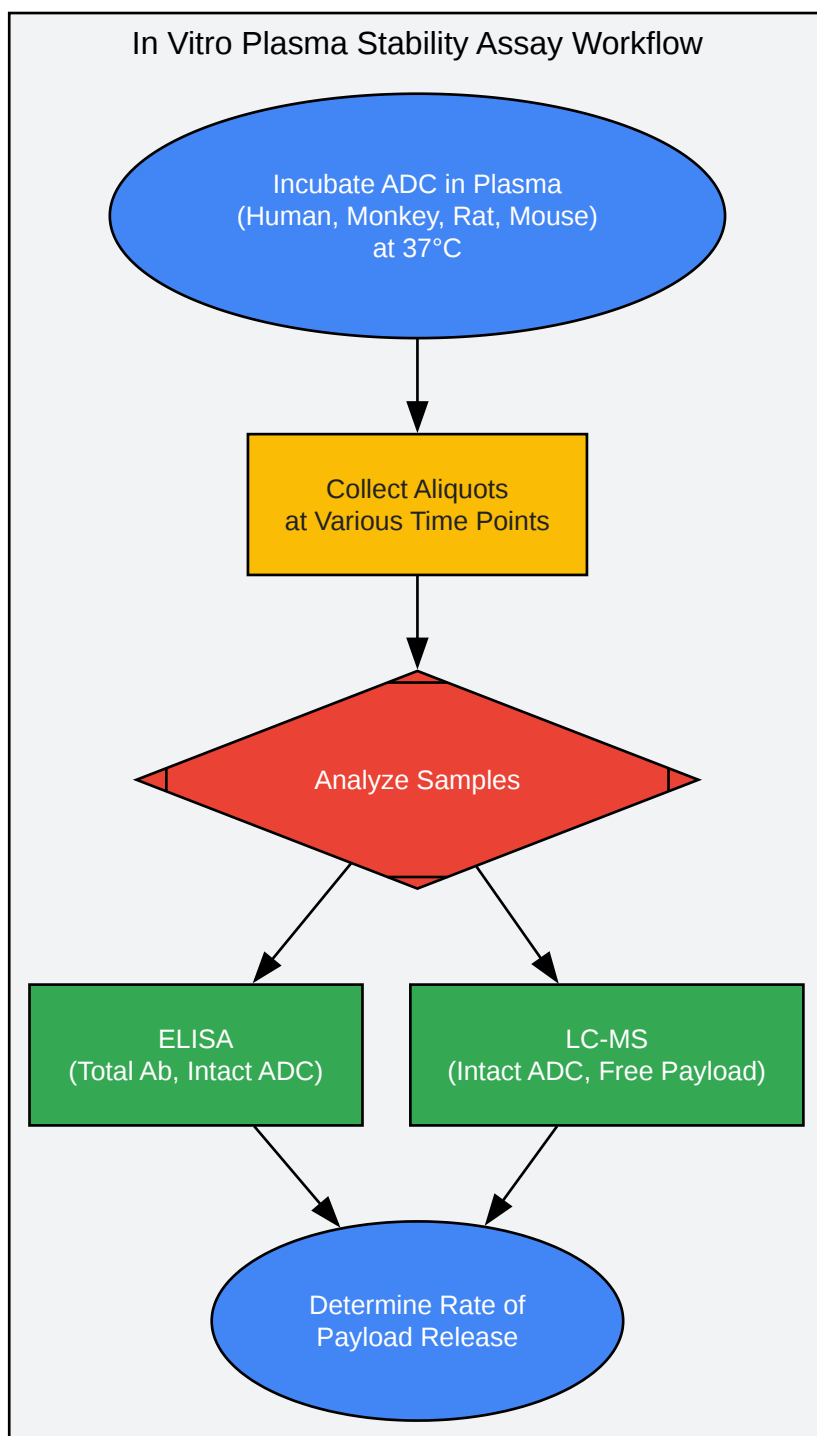 In Vitro Plasma Stability Assay Workflow
Incubate ADC in Plasma
(Human, Monkey, Rat, Mouse)
at 37°C
Collect Aliquots
at Various Time Points
Analyze Samples
ELISA
(Total Ab, Intact ADC)
LC-MS
(Intact ADC, Free Payload)
Determine Rate of
Payload Release